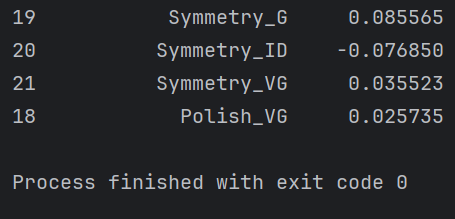 19 Symmetry_G 0.085565
20 Symmetry_ID -0.076850
21 Symmetry_VG 0.035523
18 Polish_VG 0.025735
Process finished with exit code 0